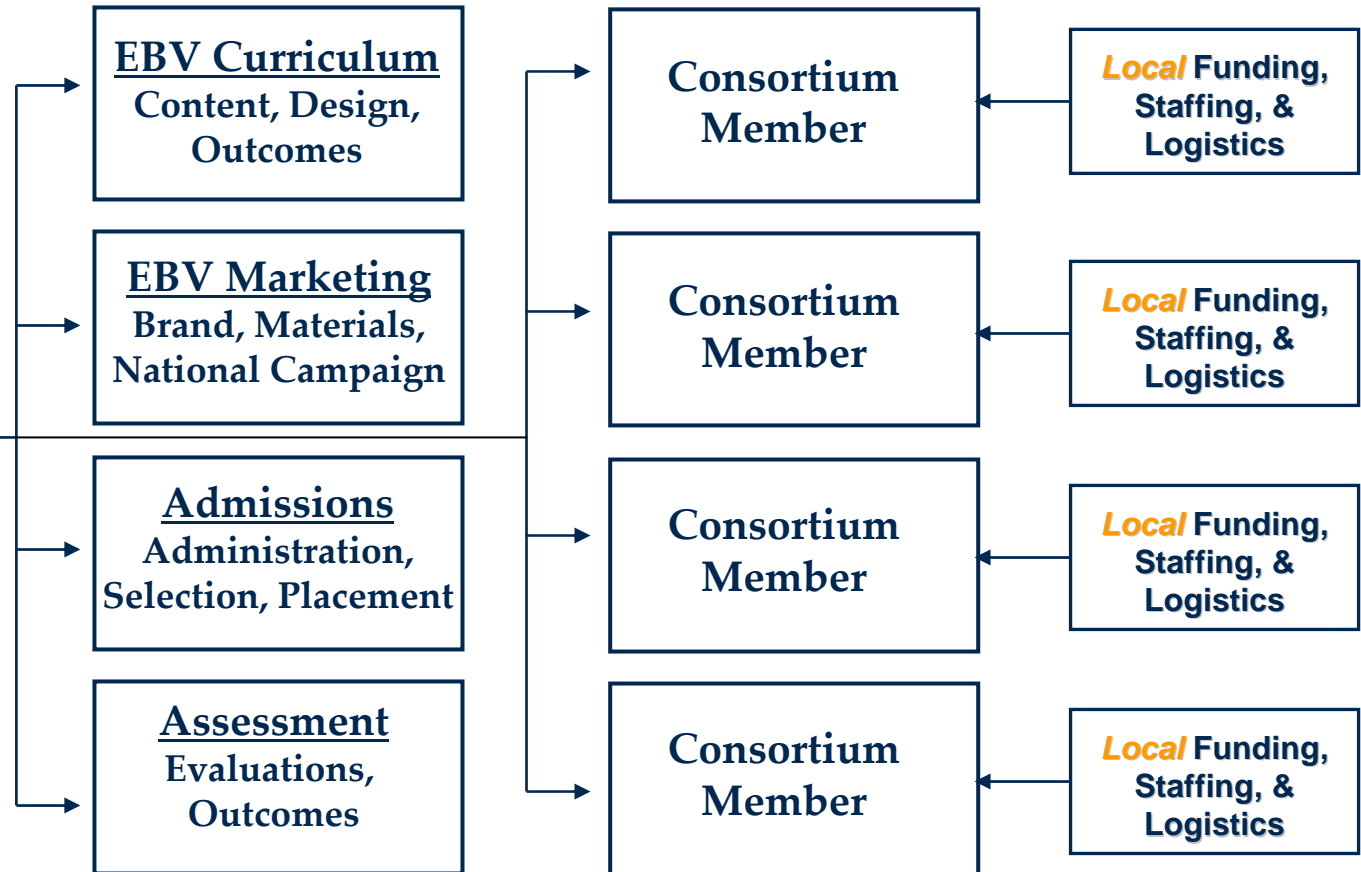 EBV Curriculum
Content, Design,
Outcomes
Consortium
Member
Local Funding,
Staffing, &
Logistics
EBV Marketing
Brand, Materials,
National Campaign
Consortium
Member
Local Funding,
Staffing, &
Logistics
Admissions
Administration,
Selection, Placement
Consortium
Member
Local Funding,
Staffing, &
Logistics
Assessment
Evaluations,
Outcomes
Consortium
Member
Local Funding,
Staffing, &
Logistics